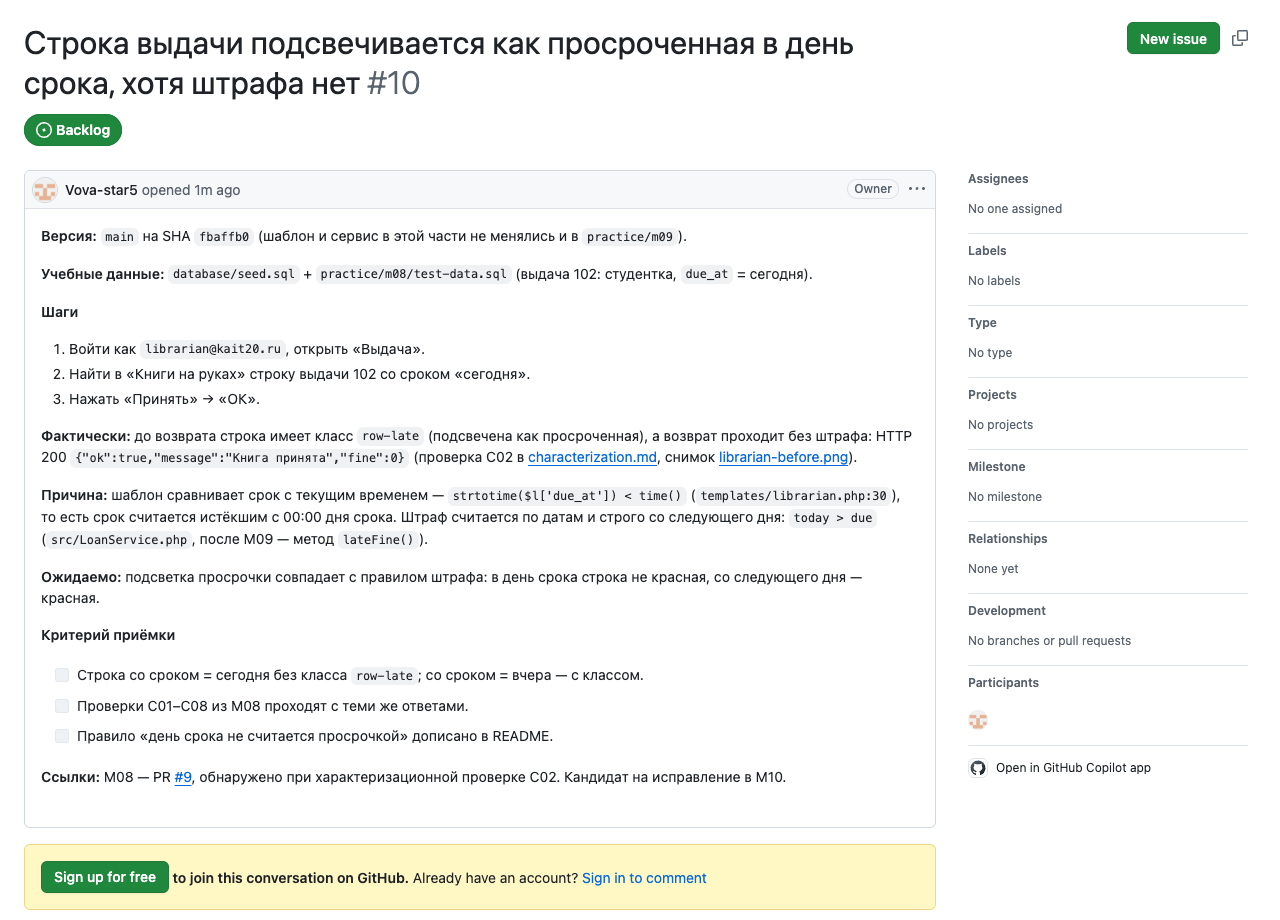 Строка выдачи подсвечивается как просроченная в день
срока, хотя штрафа нет #10
New issue
Backlog
Vova-star5 opened 1m ago
Owner
Версия: main на SHA fbaffb0 (шаблон и сервис в этой части не менялись и в practice/m09 ).
Учебные данные: database/seed.sql + practice/m08/test-data.sql (выдача 102: студентка, due_at = сегодня).
Шаги
1. Войти как librarian@kait20.ru , открыть «Выдача».
2. Найти в «Книги на руках» строку выдачи 102 со сроком «сегодня».
3. Нажать «Принять» → «ОК».
Фактически: до возврата строка имеет класс row-late (подсвечена как просроченная), а возврат проходит без штрафа: HTTP
200 {"ok":true,"message":"Книга принята","fine":0} (проверка C02 в characterization.md, снимок librarian-before.png).
Причина: шаблон сравнивает срок с текущим временем — strtotime($l['due_at']) < time() ( templates/librarian.php:30 ),
то есть срок считается истёкшим с 00:00 дня срока. Штраф считается по датам и строго со следующего дня: today > due
( src/LoanService.php , после M09 — метод lateFine() ).
Ожидаемо: подсветка просрочки совпадает с правилом штрафа: в день срока строка не красная, со следующего дня —
красная.
Критерий приёмки
Строка со сроком = сегодня без класса row-late ; со сроком = вчера — с классом.
Проверки C01–C08 из M08 проходят с теми же ответами.
Правило «день срока не считается просрочкой» дописано в README.
Ссылки: M08 — PR #9, обнаружено при характеризационной проверке C02. Кандидат на исправление в M10.
Assignees
No one assigned
Labels
No labels
Type
No type
Projects
No projects
Milestone
No milestone
Relationships
None yet
Development
No branches or pull requests
Participants
Open in GitHub Copilot app
Sign up for free to join this conversation on GitHub. Already have an account? Sign in to comment